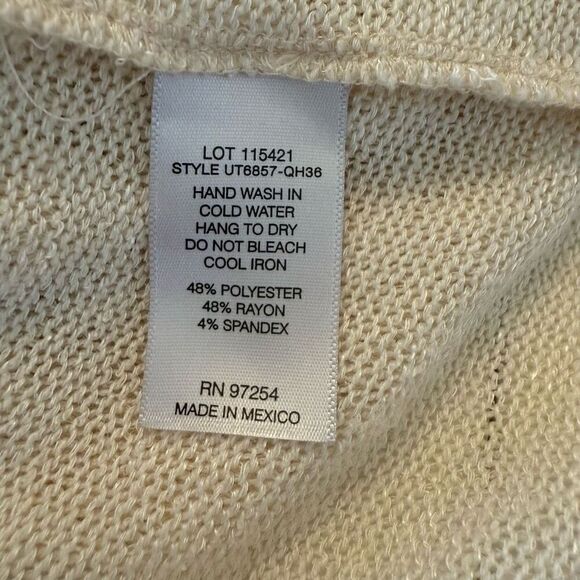 LOT 115421
STYLE UT6857-QH36
HAND WASH IN
COLD WATER
HANG TO DRY
DO NOT BLEACH
COOL IRON
48% POLYESTER
48% RAYON
4% SPANDEX
RN 97254
MADE IN MEXICO